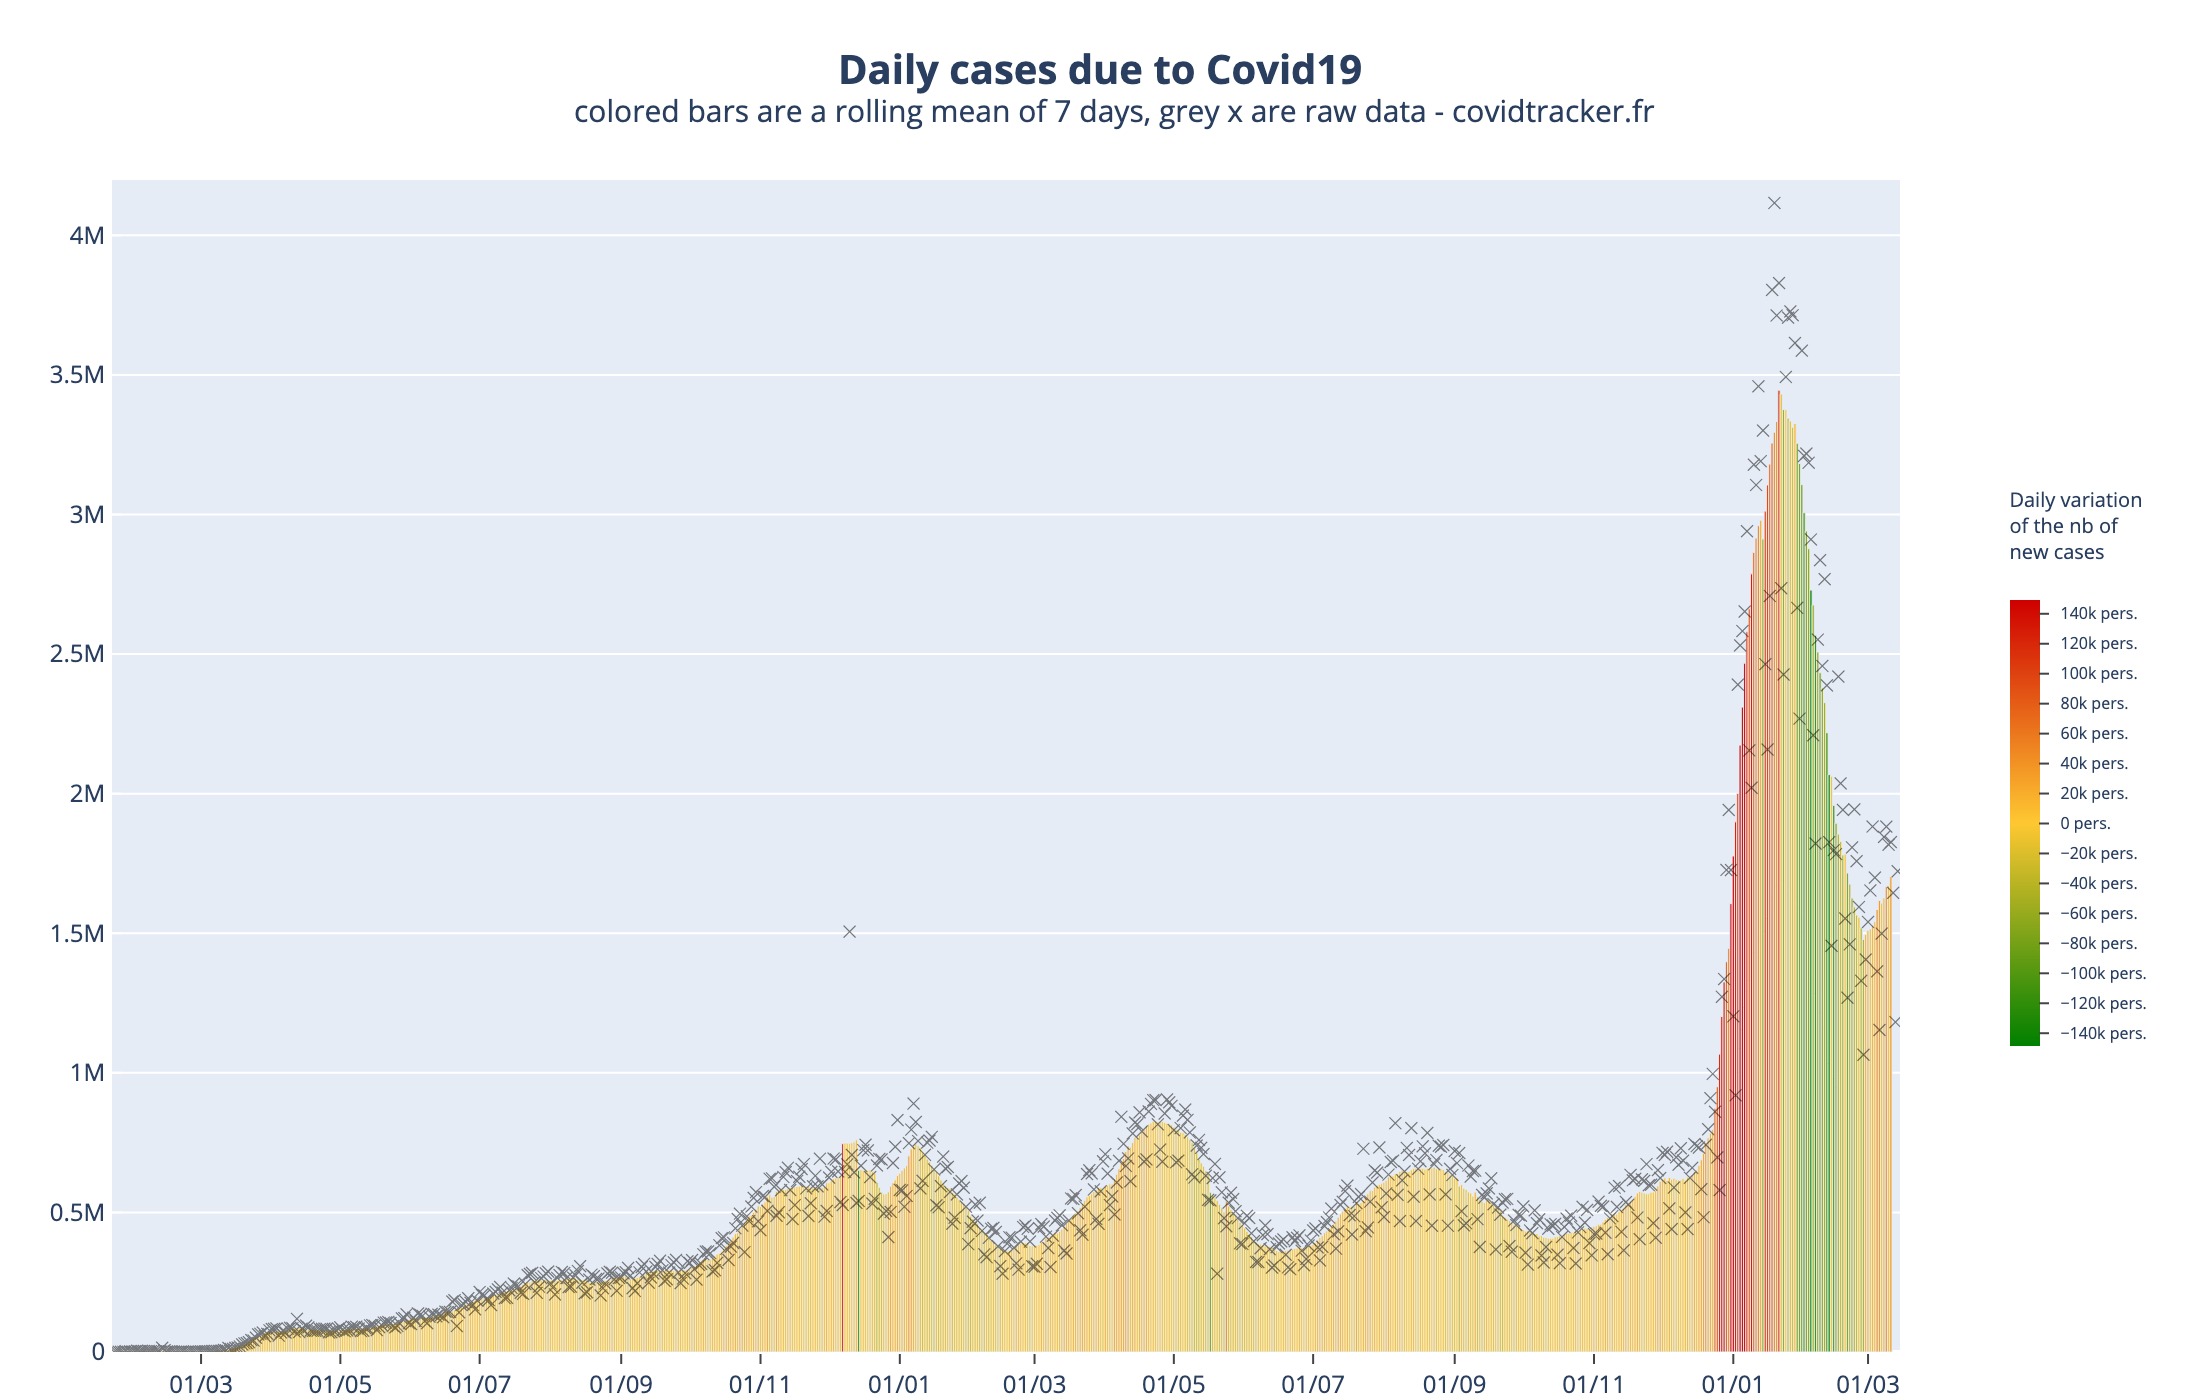 Daily cases due to Covid19
colored bars are a rolling mean of 7 days, grey x are raw data - covidtracker.fr
4M
3.5M
3M
2.5M
2M
1.5M
1M
0.5M
0
01/03
01/05
01/07
01/09
01/11
01/01
01/03
01/05
01/07
01/09
01/11
01/01
01/03
Daily variation
of the nb of
new cases
140k pers.
120k pers.
100k pers.
80k pers.
60k pers.
40k pers.
20k pers.
0 pers.
−20k pers.
−40k pers.
−60k pers.
−80k pers.
−100k pers.
−120k pers.
−140k pers.